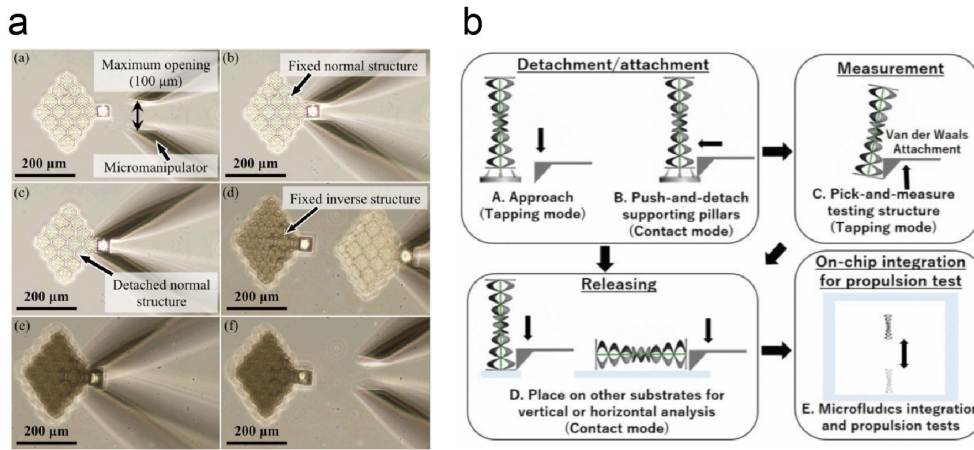 a
(a)
Maximum opening
(100 µm)
Micromanipulator
200 µm
(b)
Fixed normal structure
200 µm
(c)
Detached normal
structure
200 µm
(d)
Fixed inverse structure
200 µm
(e)
200 µm
(f)
200 µm
b
Detachment/attachment
A. Approach
(Tapping mode)
B. Push-and-detach
supporting pillars
(Contact mode)
Measurement
Van der Waals
Attachment
C. Pick-and-measure
testing structure
(Tapping mode)
Releasing
D. Place on other substrates for
vertical or horizontal analysis
(Contact mode)
On-chip integration
for propulsion test
E. Microfludics integration
and propulsion tests